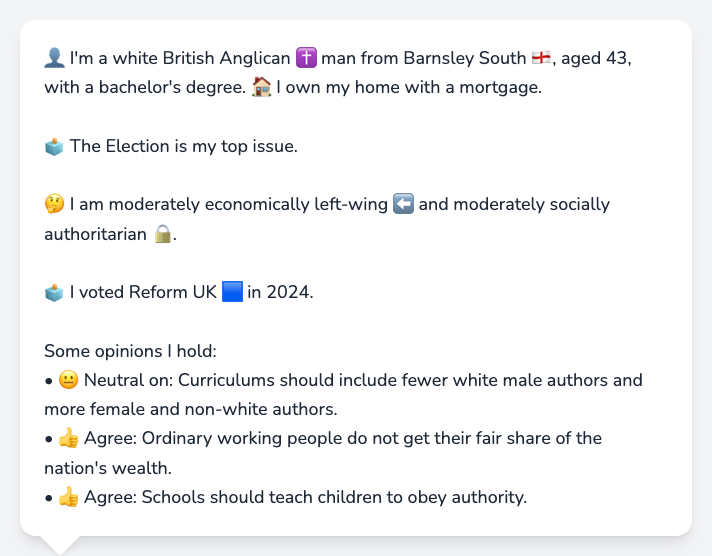 👤 I'm a white British Anglican ✝️ man from Barnsley South 🏴󠁧󠁢󠁥󠁮󠁧󠁿, aged 43,
with a bachelor's degree. 🏠 I own my home with a mortgage.
🗳️ The Election is my top issue.
🤔 I am moderately economically left-wing ⬅️ and moderately socially
authoritarian 🔒.
🗳️ I voted Reform UK 🟦 in 2024.
Some opinions I hold:
• 😐 Neutral on: Curriculums should include fewer white male authors and
more female and non-white authors.
• 👍 Agree: Ordinary working people do not get their fair share of the
nation's wealth.
• 👍 Agree: Schools should teach children to obey authority.